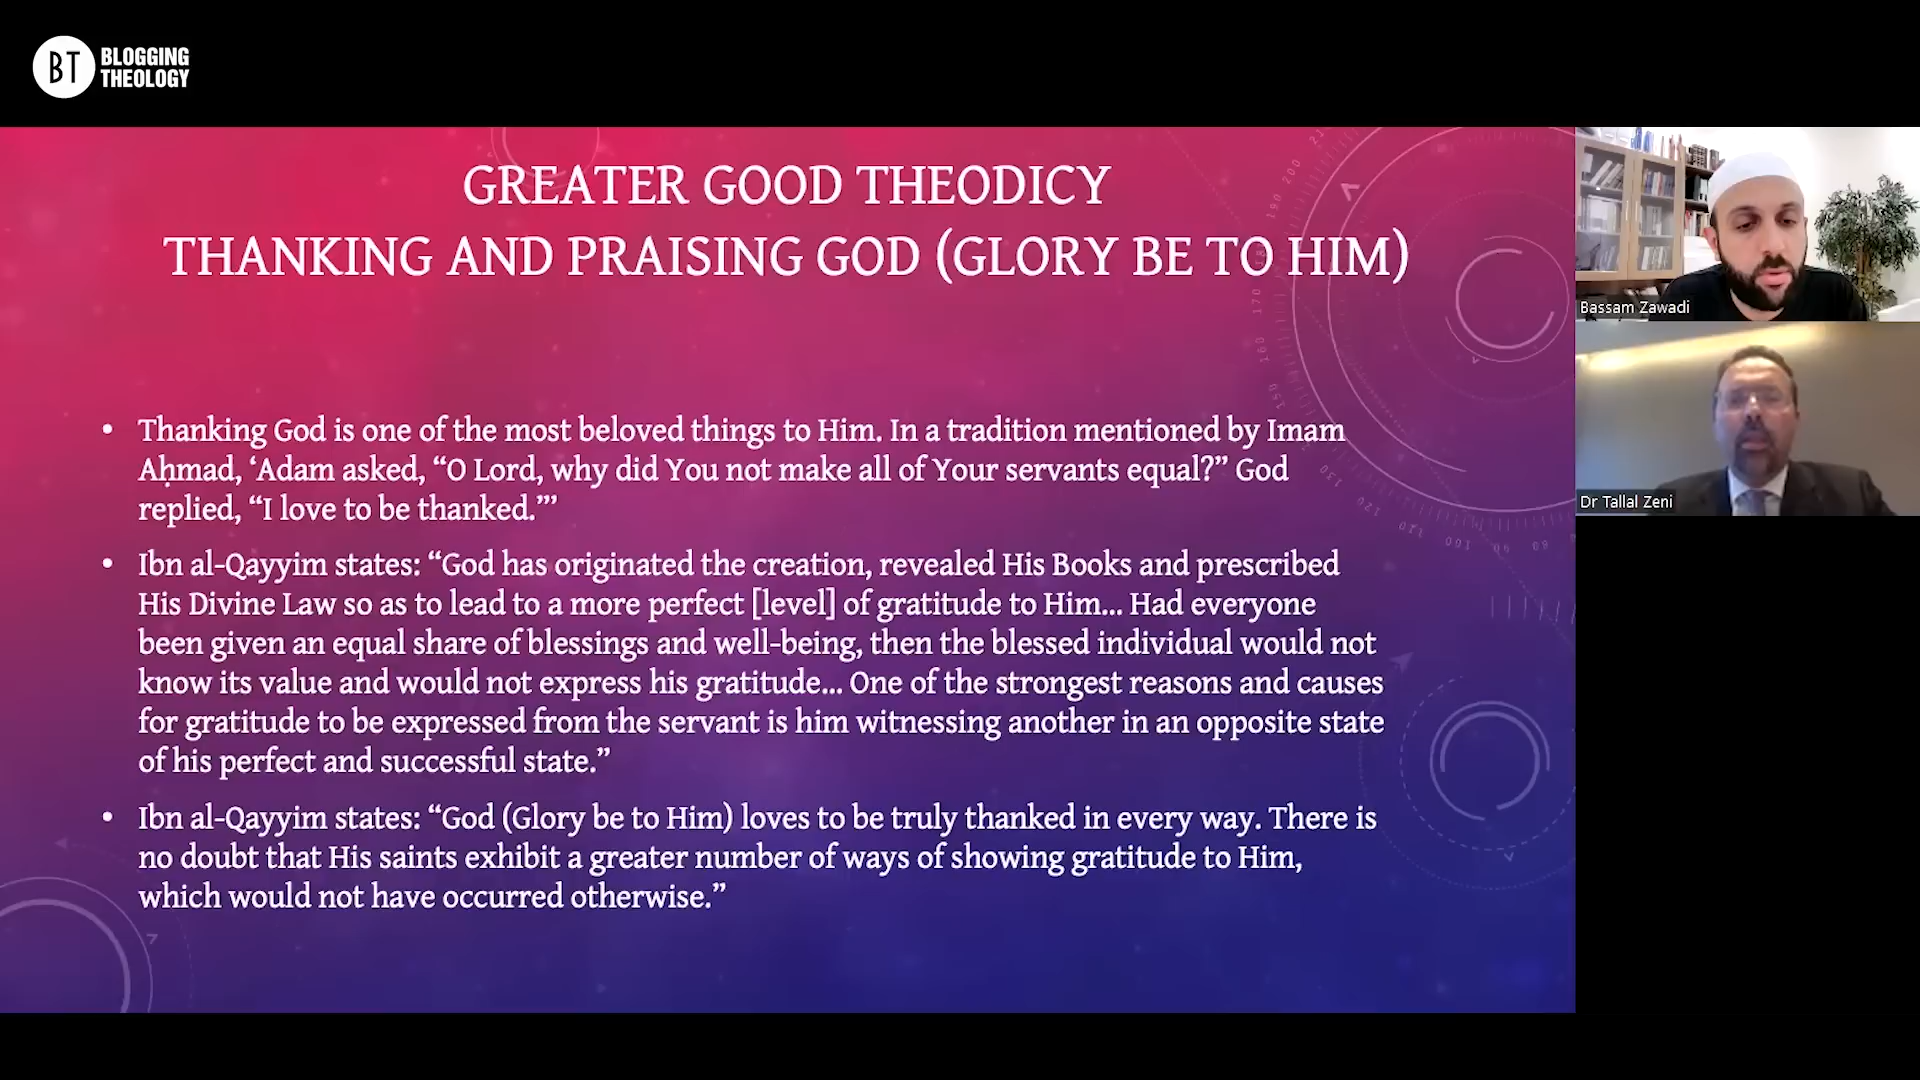 BT BLOGGING
THEOLOGY
GREATER GOOD THEODICY
THANKING AND PRAISING GOD (GLORY BE TO HIM)
• Thanking God is one of the most beloved things to Him. In a tradition mentioned by Imam
Aḥmad, ‘Adam asked, “O Lord, why did You not make all of Your servants equal?” God
replied, “I love to be thanked.”’
• Ibn al-Qayyim states: “God has originated the creation, revealed His Books and prescribed
His Divine Law so as to lead to a more perfect [level] of gratitude to Him... Had everyone
been given an equal share of blessings and well-being, then the blessed individual would not
know its value and would not express his gratitude... One of the strongest reasons and causes
for gratitude to be expressed from the servant is him witnessing another in an opposite state
of his perfect and successful state.”
• Ibn al-Qayyim states: “God (Glory be to Him) loves to be truly thanked in every way. There is
no doubt that His saints exhibit a greater number of ways of showing gratitude to Him,
which would not have occurred otherwise.”
Bassam Zawadi
Dr Tallal Zeni